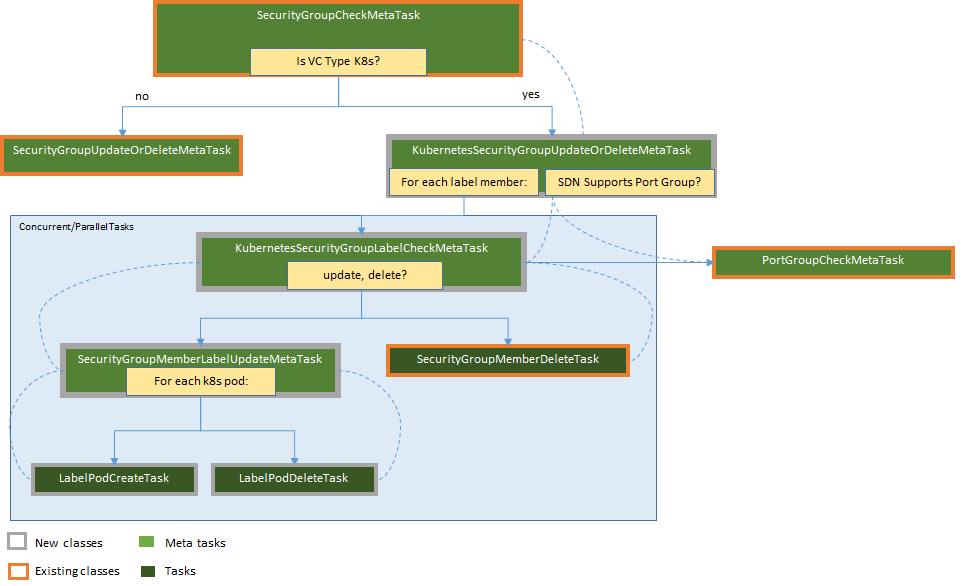 SecurityGroupCheckMetaTask
Is VC Type K8s?
no
yes
SecurityGroupUpdateOrDeleteMetaTask
KubernetesSecurityGroupUpdateOrDeleteMetaTask
For each label member:
SDN Supports Port Group?
Concurrent/ParallelTasks
KubernetesSecurityGroupLabelCheckMetaTask
update, delete?
PortGroupCheckMetaTask
SecurityGroupMemberLabelUpdateMetaTask
For each k8s pod:
SecurityGroupMemberDeleteTask
LabelPodCreateTask
LabelPodDeleteTask
New classes
Meta tasks
Existing classes
Tasks